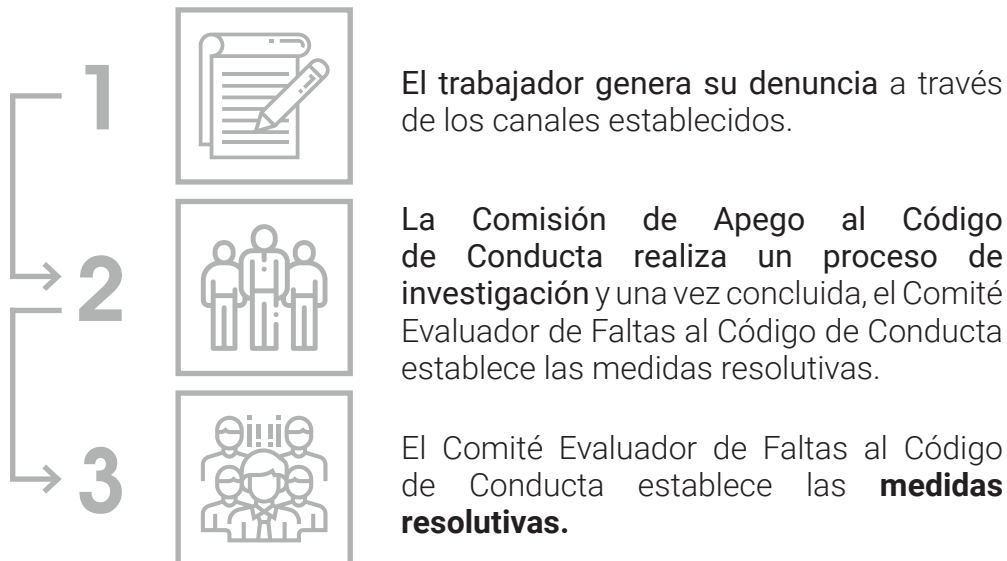 1
El trabajador genera su denuncia a través
de los canales establecidos.
2
La Comisión de Apego al Código
de Conducta realiza un proceso de
investigación y una vez concluida, el Comité
Evaluador de Faltas al Código de Conducta
establece las medidas resolutivas.
3
El Comité Evaluador de Faltas al Código
de Conducta establece las medidas
resolutivas.